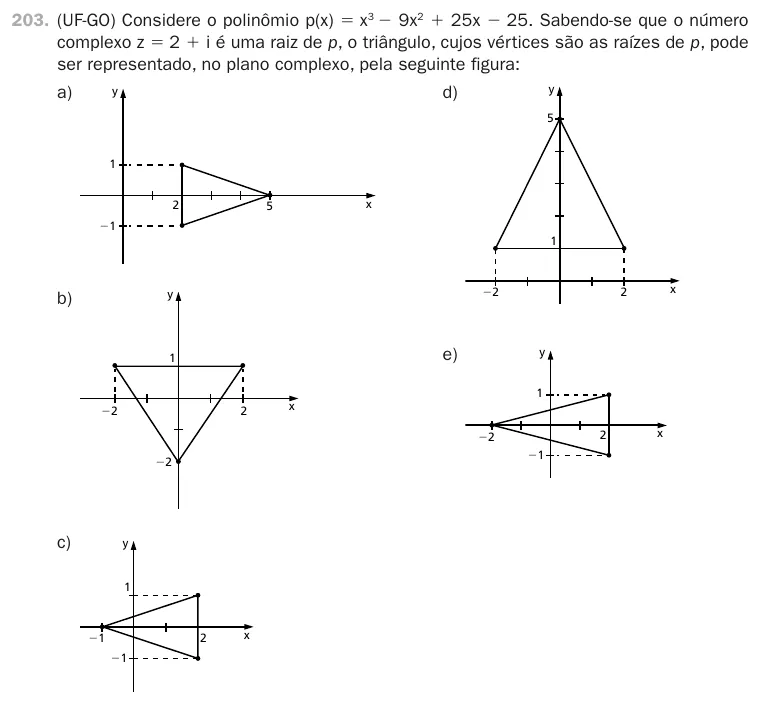 203. (UF-GO) Considere o polinômio p(x) = x³ − 9x² + 25x − 25. Sabendo-se que o número
complexo z = 2 + i é uma raiz de p, o triângulo, cujos vértices são as raízes de p, pode
ser representado, no plano complexo, pela seguinte figura:
a)
y
1
2
5
x
−1
d)
y
5
1
−2
2
x
b)
y
1
−2
2
x
−2
e)
y
1
−2
2
x
−1
c)
y
1
−1
2
x
−1